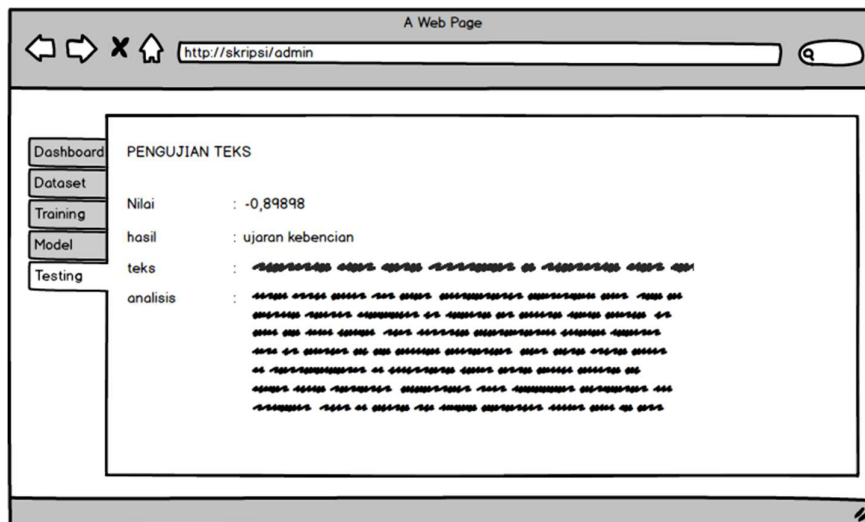 A Web Page
http://skripsi/admin
Dashboard
Dataset
Training
Model
Testing
PENGUJIAN TEKS
Nilai : -0,89898
hasil : ujaran kebencian
teks :
analisis :